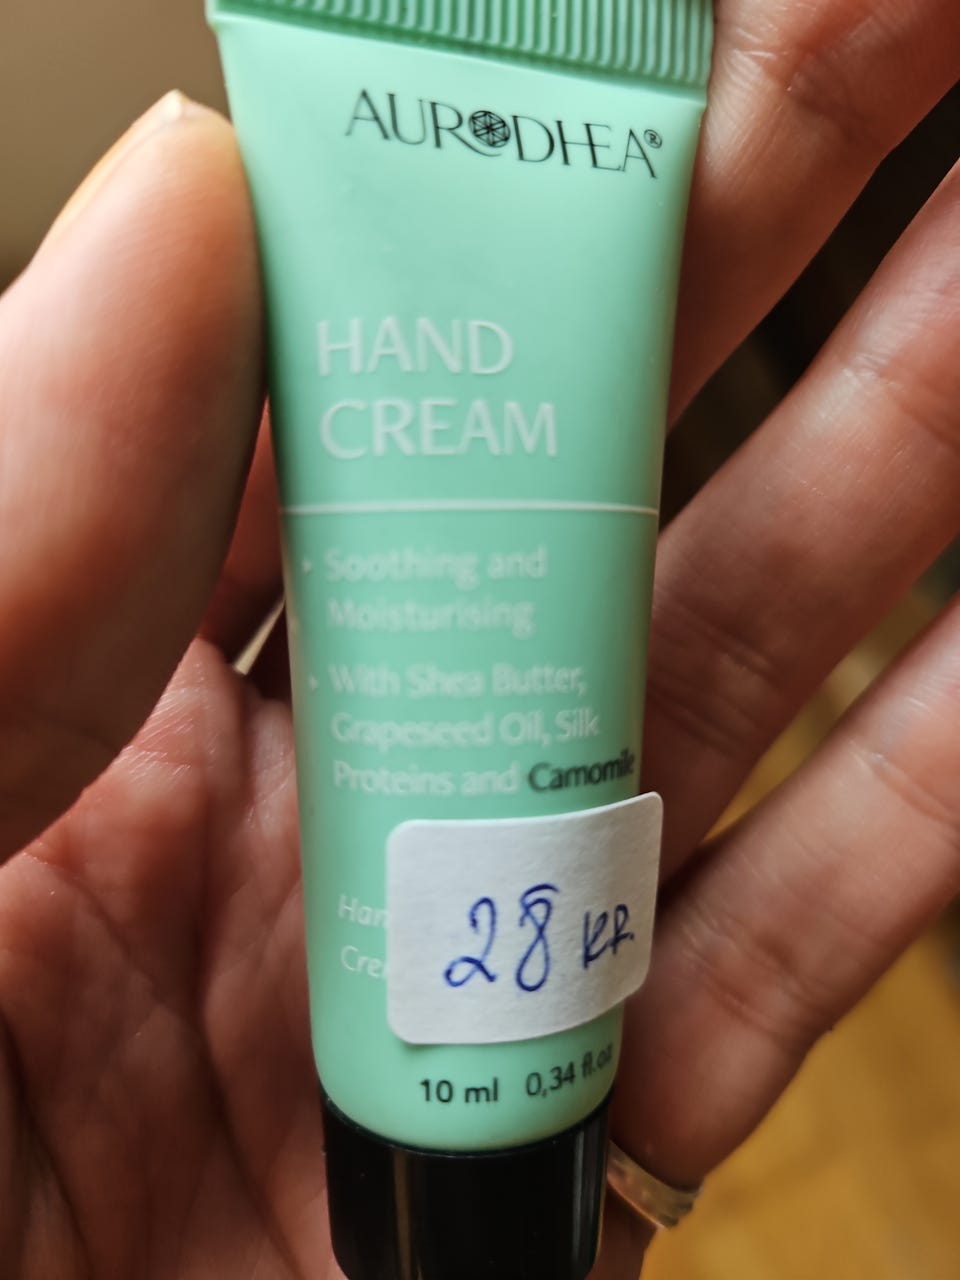 AURODHEA®
HAND
CREAM
Soothing and
Moisturising
With Shea Butter,
Grapeseed Oil, Silk
Proteins and Camomile
28 kr.
10 ml 0,34 fl.oz